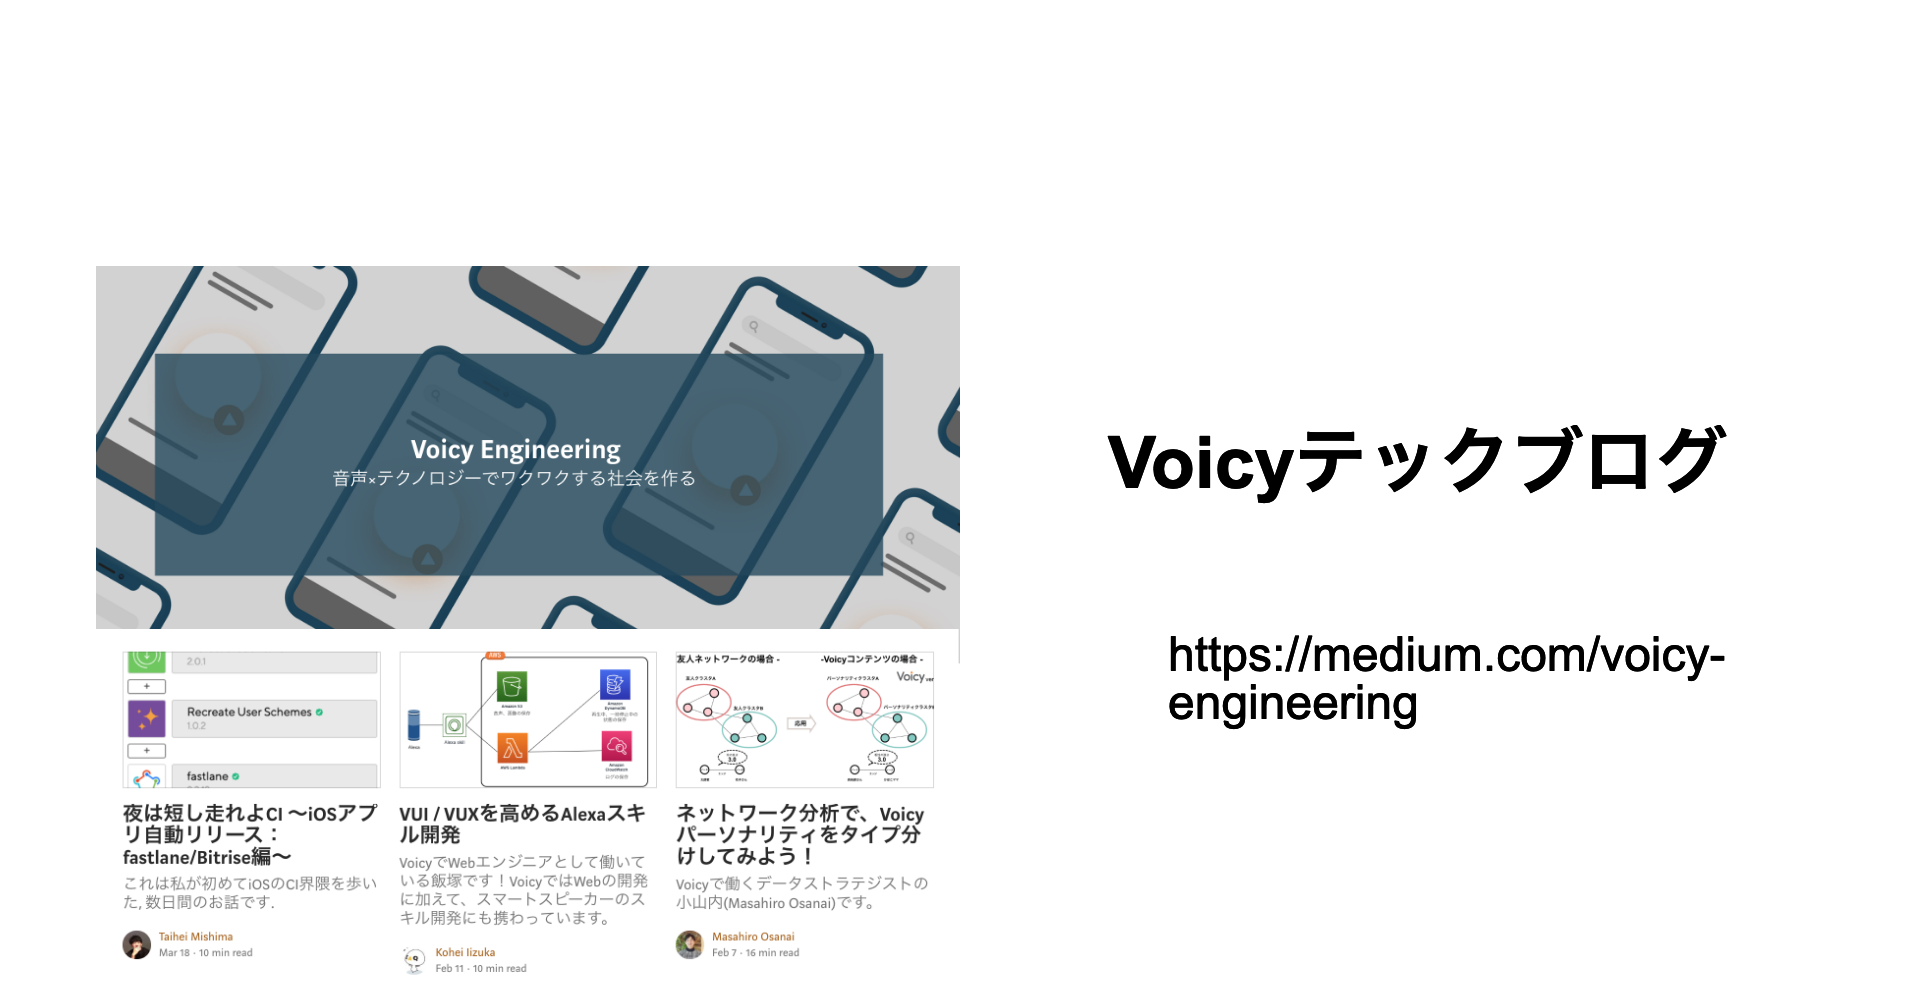 Voicy Engineering
音声×テクノロジーでワクワクする社会を作る
Voicyテックブログ
https://medium.com/voicy-
engineering
2.0.1
+
Recreate User Schemes
1.0.2
+
fastlane
夜は短し走れよCI 〜iOSアプ
リ自動リリース：
fastlane/Bitrise編〜
これは私が初めてiOSのCI界隈を歩い
た, 数日間のお話です.
Taihei Mishima
Mar 18 · 10 min read
AWS
Amazon S3
Amazon
DynamoDB
Alexa
Alexa skill
AWS Lambda
Amazon
CloudWatch
ログの保存
VUI / VUXを高めるAlexaスキ
ル開発
VoicyでWebエンジニアとして働いて
いる飯塚です！VoicyではWebの開発
に加えて、スマートスピーカーのス
キル開発にも携わっています。
Kohei Iizuka
Feb 11 · 10 min read
友人ネットワークの場合 -
-Voicyコンテンツの場合 -
Voicy ver
友人クラスタA
友人クラスタB
応用
パーソナリティクラスタA
パーソナリティクラスタB
3.0
3.0
ネットワーク分析で、Voicy
パーソナリティをタイプ分
けしてみよう！
Voicyで働くデータストラテジストの
小山内(Masahiro Osanai)です。
Masahiro Osanai
Feb 7 · 16 min read